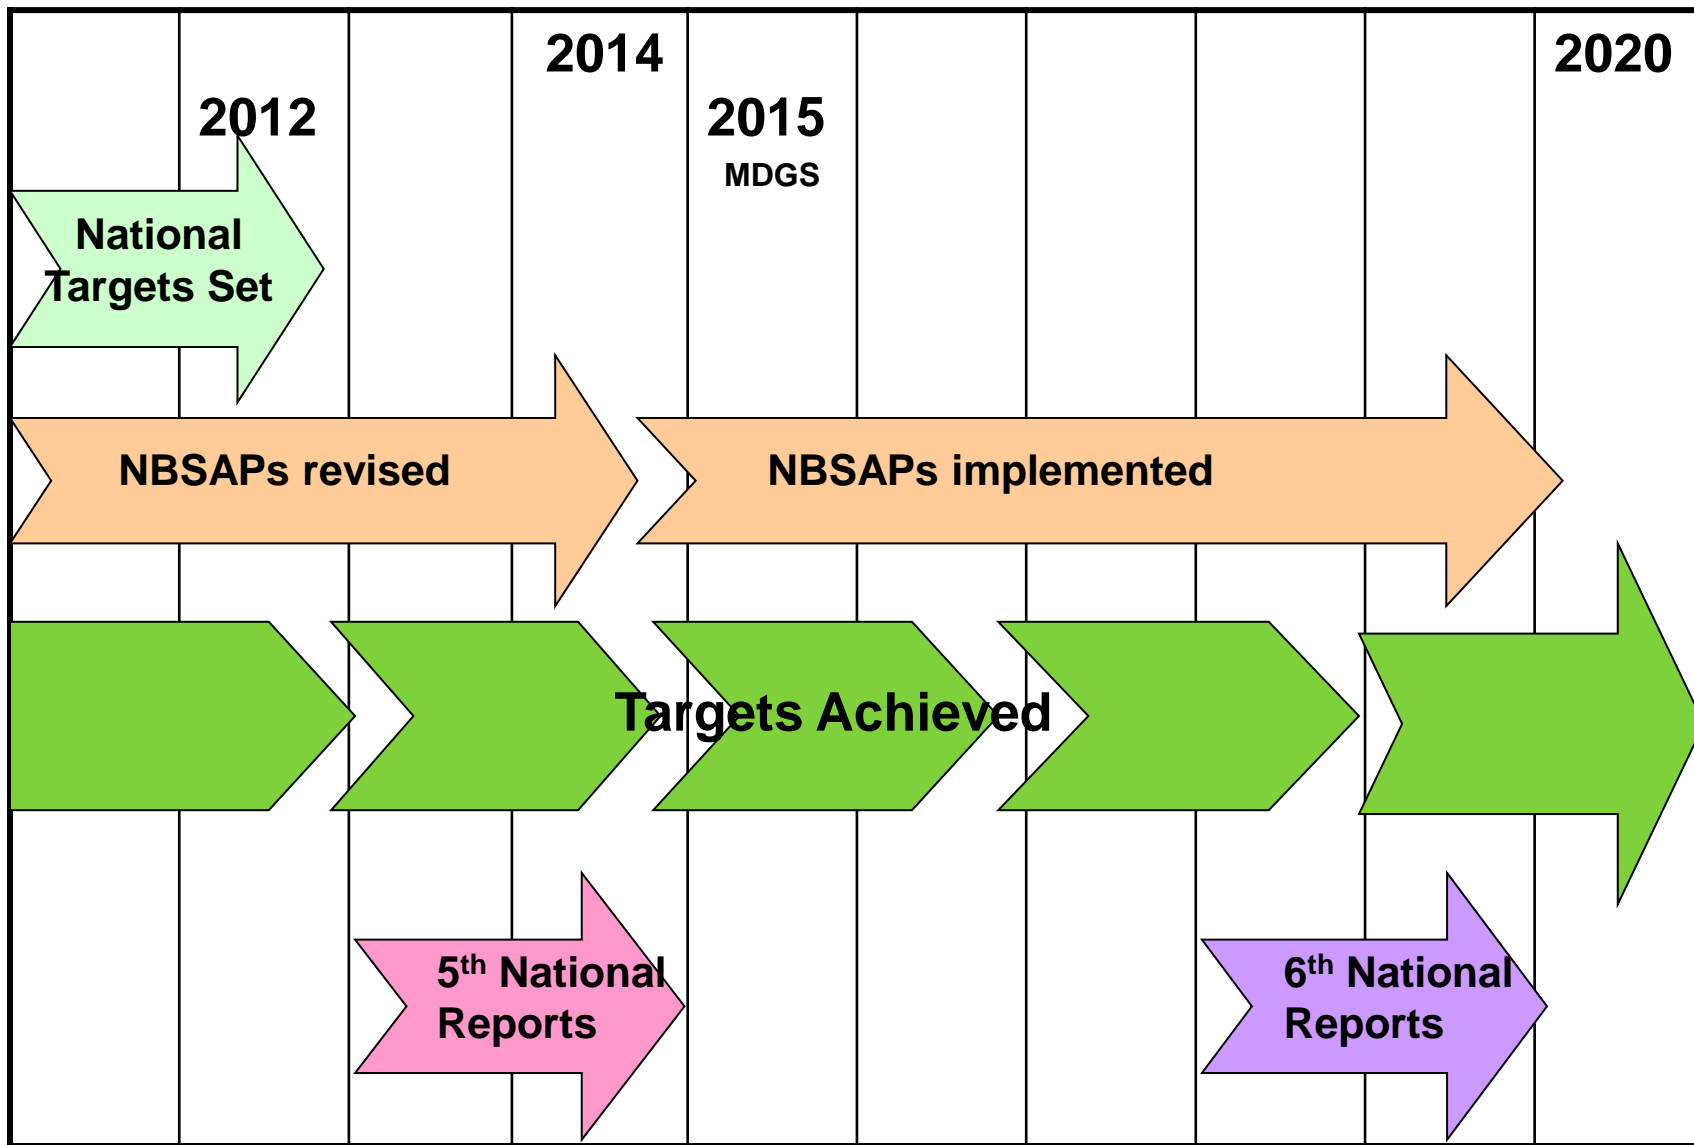 2014
2020
2012
2015
MDGS
National
Targets Set
NBSAPs revised
NBSAPs implemented
Targets Achieved
5th National
Reports
6th National
Reports